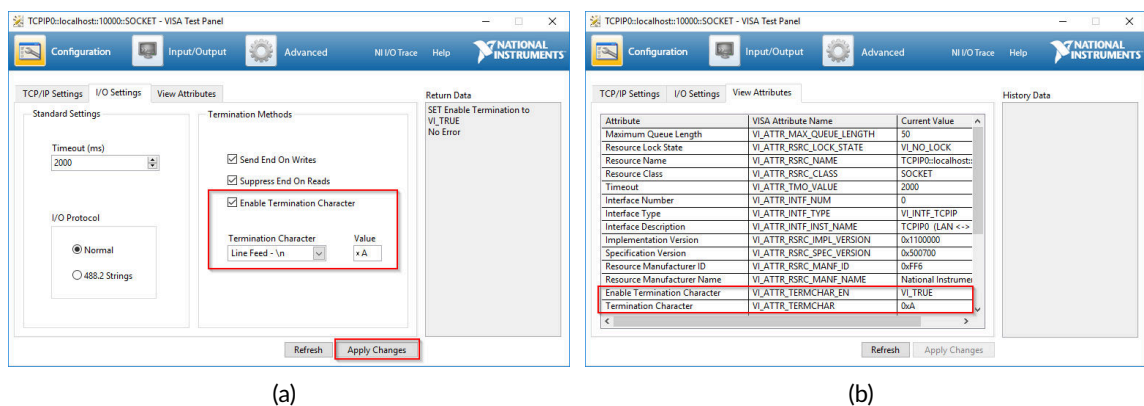 TCPIP0::localhost::10000::SOCKET - VISA Test Panel
Configuration Input/Output Advanced NI I/O Trace Help NATIONAL INSTRUMENTS
TCP/IP Settings I/O Settings View Attributes
Return Data
Standard Settings
Termination Methods
SET Enable Termination to
VI_TRUE
No Error
Timeout (ms)
2000
Send End On Writes
Suppress End On Reads
Enable Termination Character
I/O Protocol
Normal
488.2 Strings
Termination Character Value
Line Feed - \n xA
Refresh Apply Changes
(a)
TCPIP0::localhost::10000::SOCKET - VISA Test Panel
Configuration Input/Output Advanced NI I/O Trace Help NATIONAL INSTRUMENTS
TCP/IP Settings I/O Settings View Attributes
History Data
Attribute VISA Attribute Name Current Value
Maximum Queue Length VI_ATTR_MAX_QUEUE_LENGTH 50
Resource Lock State VI_ATTR_RSRC_LOCK_STATE VI_NO_LOCK
Resource Name VI_ATTR_RSRC_NAME TCPIP0::localhost::
Resource Class VI_ATTR_RSRC_CLASS SOCKET
Timeout VI_ATTR_TMO_VALUE 2000
Interface Number VI_ATTR_INTF_NUM 0
Interface Type VI_ATTR_INTF_TYPE VI_INTF_TCPIP
Interface Description VI_ATTR_INTF_INST_NAME TCPIP0 (LAN <->
Implementation Version VI_ATTR_RSRC_IMPL_VERSION 0x1100000
Specification Version VI_ATTR_RSRC_SPEC_VERSION 0x500700
Resource Manufacturer ID VI_ATTR_RSRC_MANF_ID 0xFF6
Resource Manufacturer Name VI_ATTR_RSRC_MANF_NAME National Instrumen
Enable Termination Character VI_ATTR_TERMCHAR_EN VI_TRUE
Termination Character VI_ATTR_TERMCHAR 0xA
Refresh Apply Changes
(b)